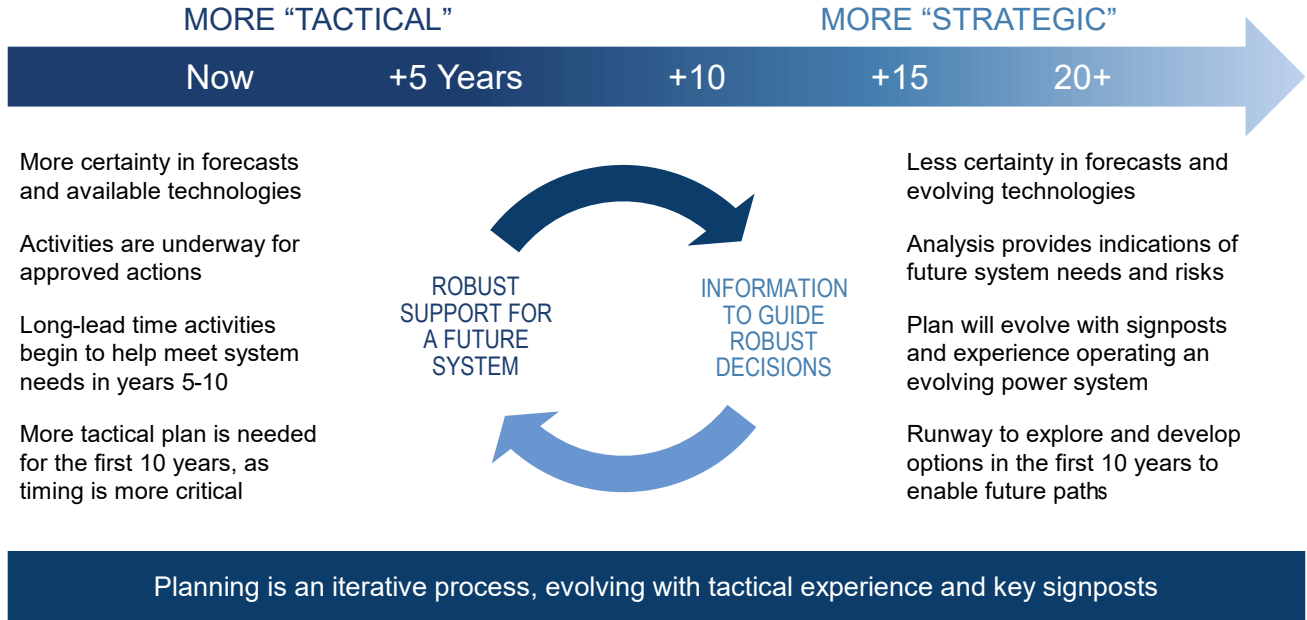 MORE “TACTICAL”
MORE “STRATEGIC”
Now
+5 Years
+10
+15
20+
More certainty in forecasts
and available technologies
Activities are underway for
approved actions
Long-lead time activities
begin to help meet system
needs in years 5-10
More tactical plan is needed
for the first 10 years, as
timing is more critical
ROBUST
SUPPORT FOR
A FUTURE
SYSTEM
INFORMATION
TO GUIDE
ROBUST
DECISIONS
Less certainty in forecasts and
evolving technologies
Analysis provides indications of
future system needs and risks
Plan will evolve with signposts
and experience operating an
evolving power system
Runway to explore and develop
options in the first 10 years to
enable future paths
Planning is an iterative process, evolving with tactical experience and key signposts